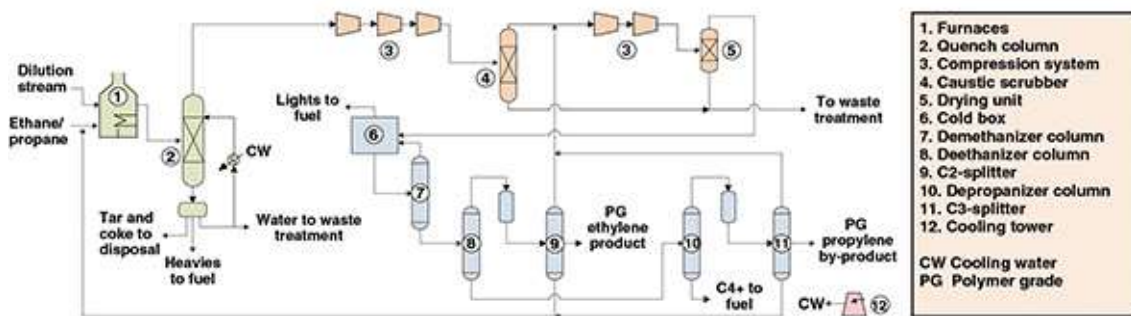 Dilution
stream
Ethane/
propane
1
2
CW
Tar and
coke to
disposal
Heavies
to fuel
Water to waste
treatment
3
4
3
5
To waste
treatment
Lights to
fuel
6
7
8
9
PG
ethylene
product
10
C4+ to
fuel
11
PG
propylene
by-product
CW+
12
1. Furnaces
2. Quench column
3. Compression system
4. Caustic scrubber
5. Drying unit
6. Cold box
7. Demethanizer column
8. Deethanizer column
9. C2-splitter
10. Depropanizer column
11. C3-splitter
12. Cooling tower
CW Cooling water
PG Polymer grade